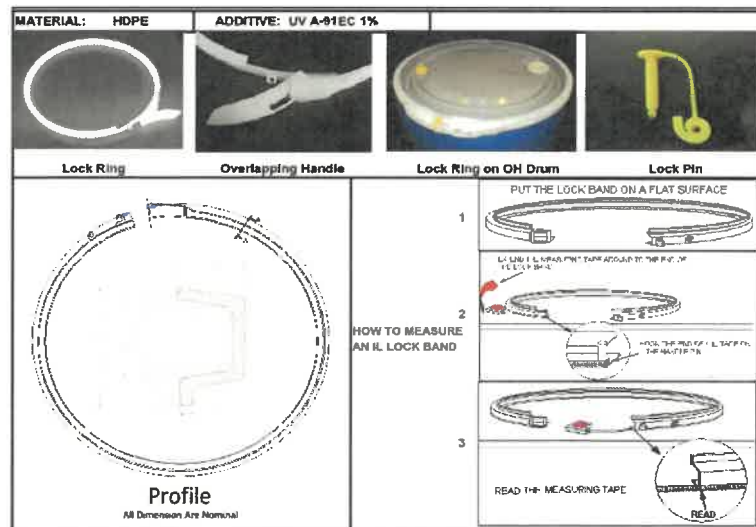 MATERIAL: HDPE ADDITIVE: UV A-91EC 1%
Lock Ring Overlapping Handle Lock Ring on OH Drum Lock Pin
PUT THE LOCK BAND ON A FLAT SURFACE
1
2
HOW TO MEASURE
AN IL LOCK BAND
3
READ THE MEASURING TAPE
READ
Profile
All Dimension Are Nominal